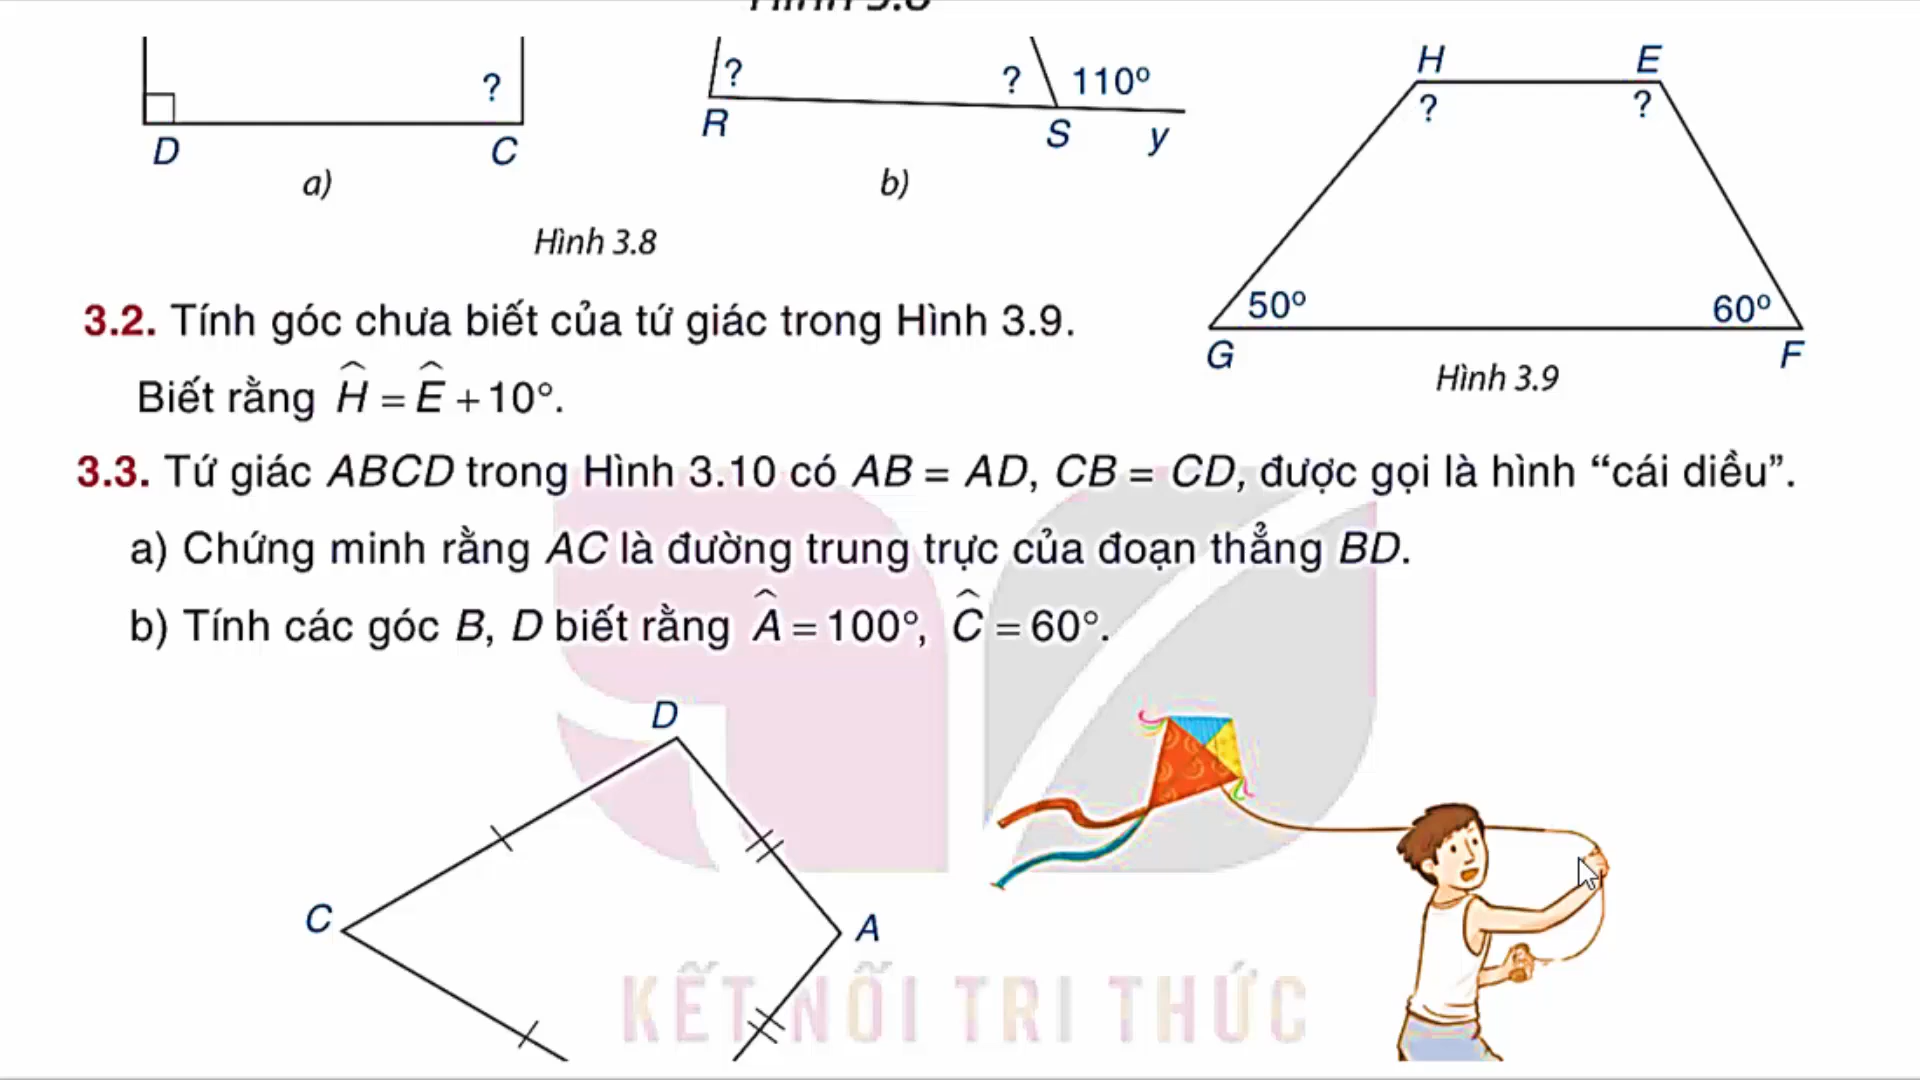 ? ? 110º H E
D C R S y ? ?
a) b)
Hình 3.8
50º 60º
G F
Hình 3.9
3.2. Tính góc chưa biết của tứ giác trong Hình 3.9.
Biết rằng Ĥ = Ê + 10°.
3.3. Tứ giác ABCD trong Hình 3.10 có AB = AD, CB = CD, được gọi là hình “cái diều”.
a) Chứng minh rằng AC là đường trung trực của đoạn thẳng BD.
b) Tính các góc B, D biết rằng Â = 100°, Ĉ = 60°.
D
C A
KẾT NỐI TRI THỨC